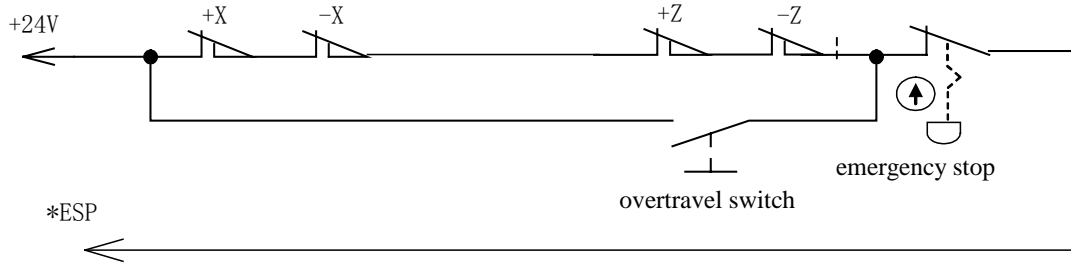 +24V
+X
−X
+Z
−Z
emergency stop
overtravel switch
*ESP